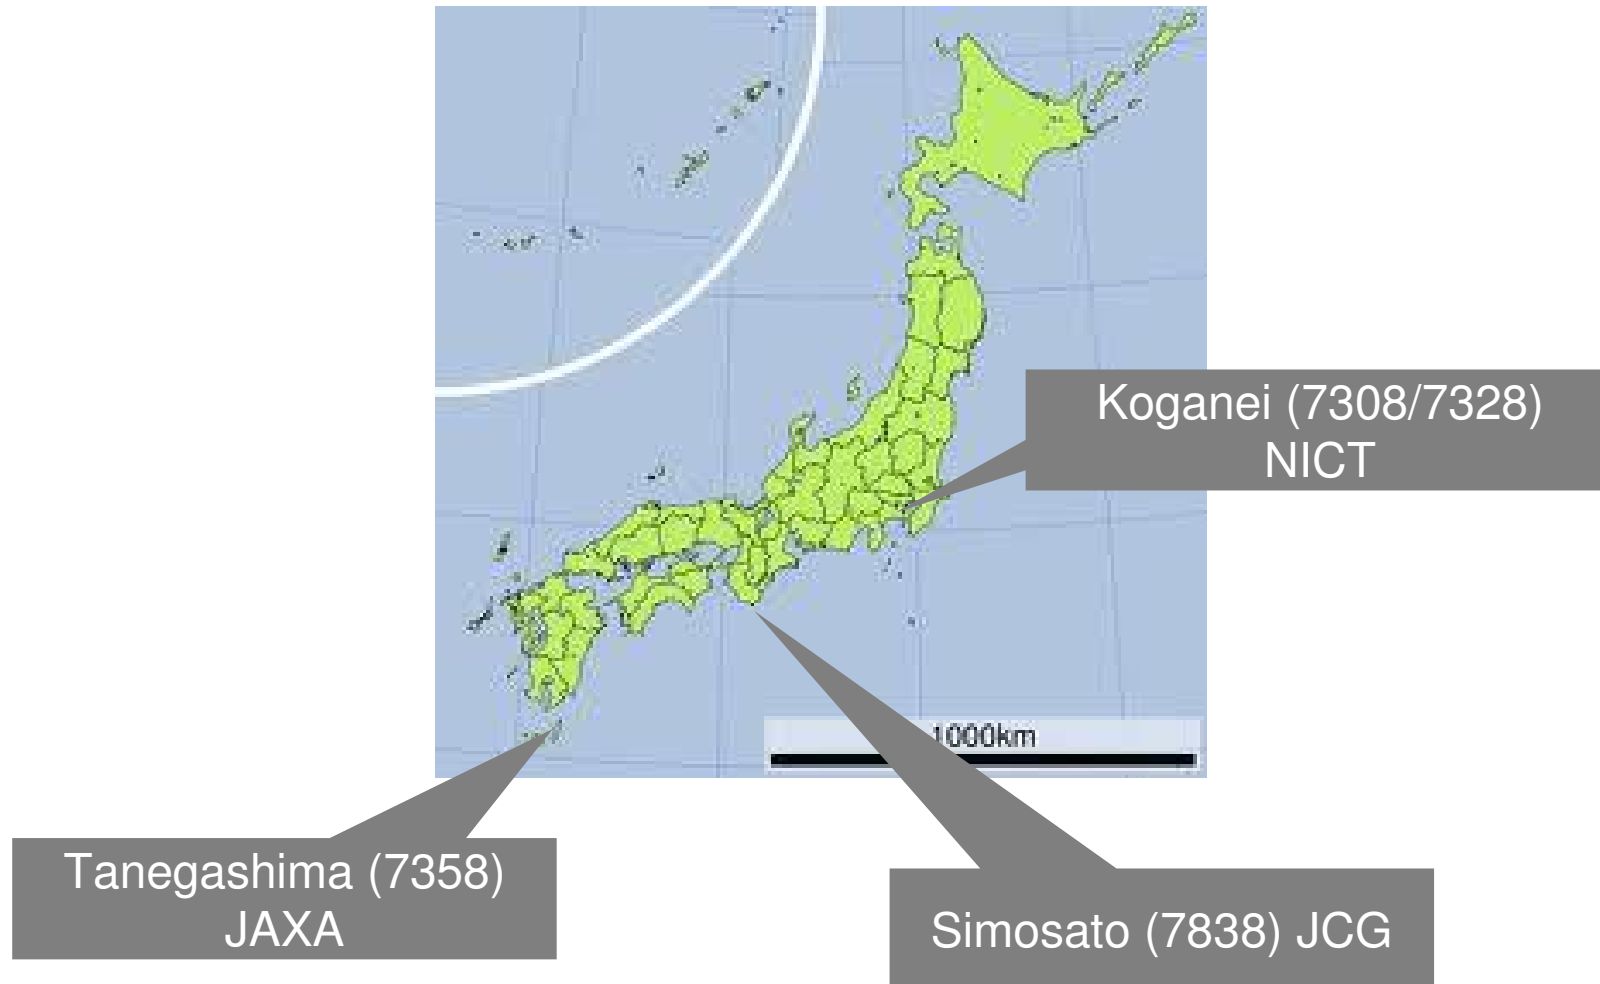 Koganei (7308/7328)
NICT
1000km
Tanegashima (7358)
JAXA
Simosato (7838) JCG